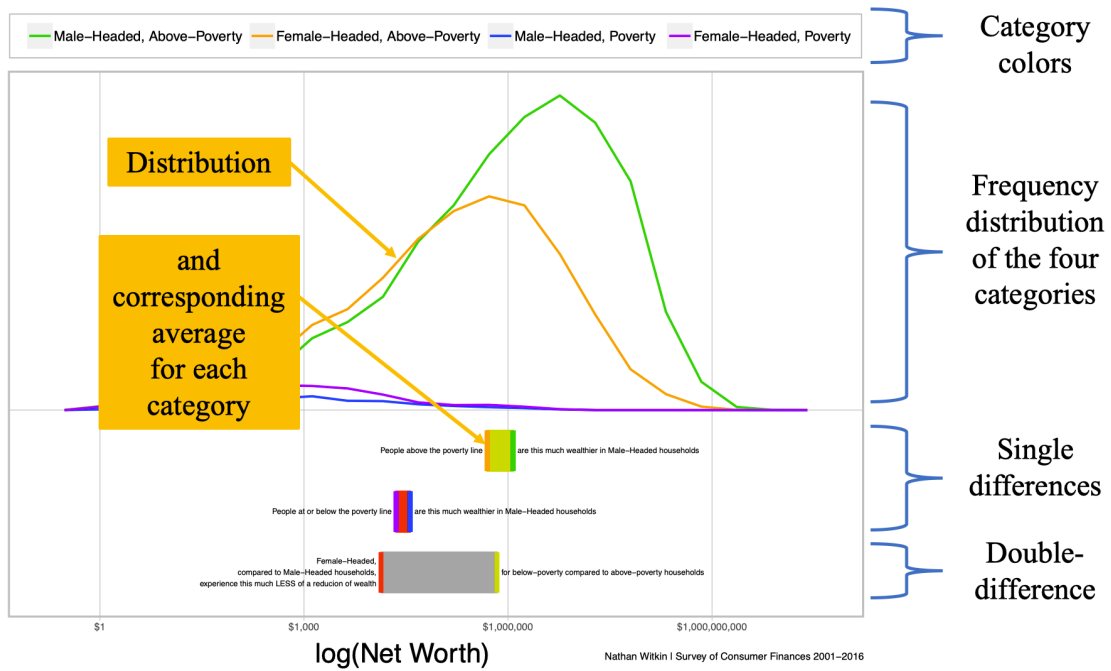 Male-Headed, Above-Poverty Female-Headed, Above-Poverty Male-Headed, Poverty Female-Headed, Poverty
Category
colors
Distribution
and
corresponding
average
for each
category
Frequency
distribution
of the four
categories
People above the poverty line are this much wealthier in Male-Headed households
People at or below the poverty line are this much wealthier in Male-Headed households
Single
differences
Female-Headed,
compared to Male-Headed households, for below-poverty compared to above-poverty households
experience this much LESS of a reducion of wealth
Double-
difference
$1 $1,000 $1,000,000 $1,000,000,000
log(Net Worth)
Nathan Witkin | Survey of Consumer Finances 2001-2016